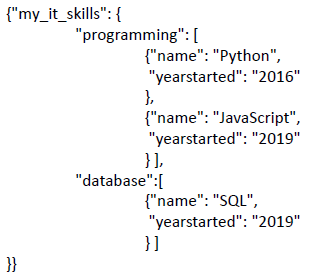 {"my_it_skills": {
"programming": [
{"name": "Python",
"yearstarted": "2016"
},
{"name": "JavaScript",
"yearstarted": "2019"
} ],
"database":[
{"name": "SQL",
"yearstarted": "2019"
} ]
}}